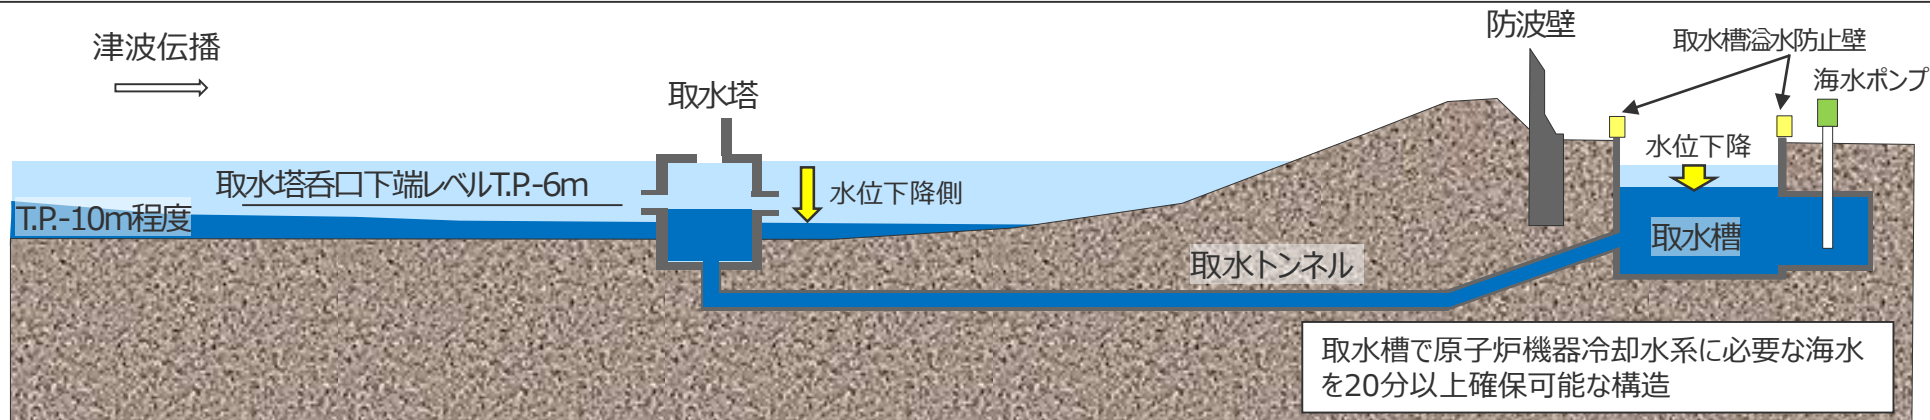 津波伝播
防波壁
取水槽溢水防止壁
海水ポンプ
取水塔
水位下降
取水塔呑口下端レベルT.P.-6m
水位下降側
T.P.-10m程度
取水槽
取水トンネル
取水槽で原子炉機器冷却水系に必要な海水
を20分以上確保可能な構造